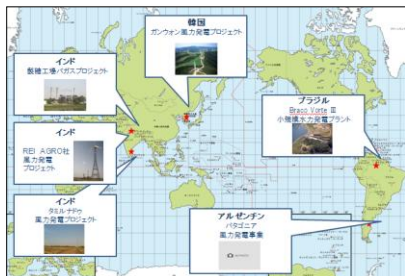 韓国
ガンウォン風力発電プロジェクト
インド
製糖工場バガスプロジェクト
ブラジル
Braco Norte Ⅲ
小規模水力発電プラント
インド
REI AGRO社
風力発電
プロジェクト
インド
タミルナドゥ
風力発電プロジェクト
アルゼンチン
パタゴニア
風力発電事業